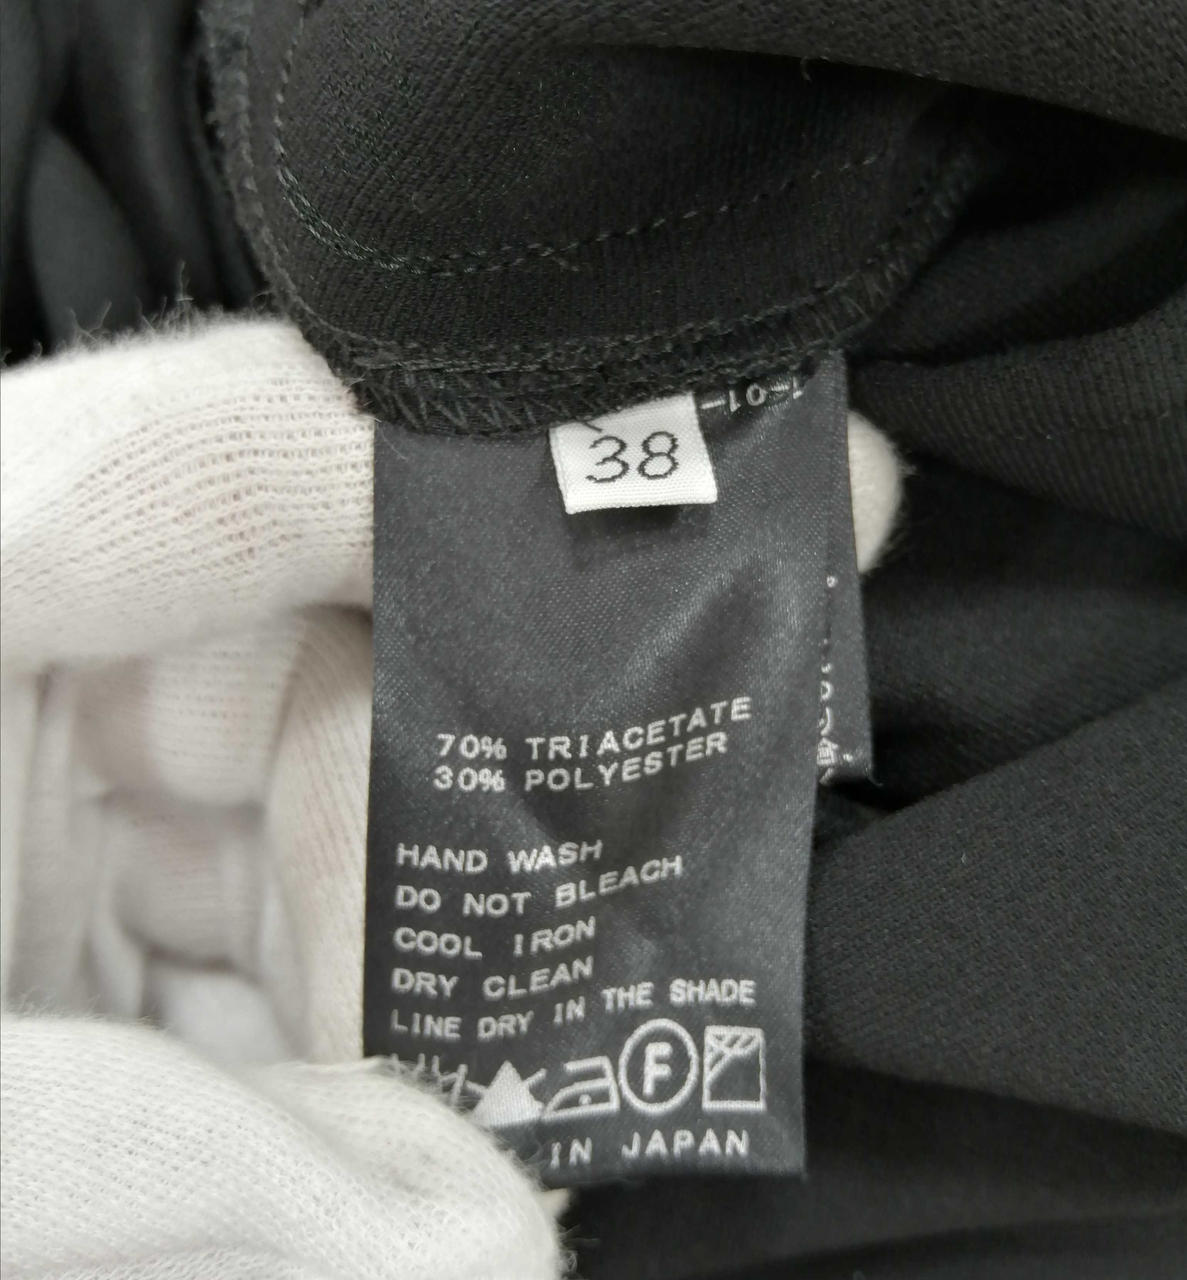 38
70% TRIACETATE
30% POLYESTER
HAND WASH
DO NOT BLEACH
COOL IRON
DRY CLEAN
LINE DRY IN THE SHADE
F
IN JAPAN